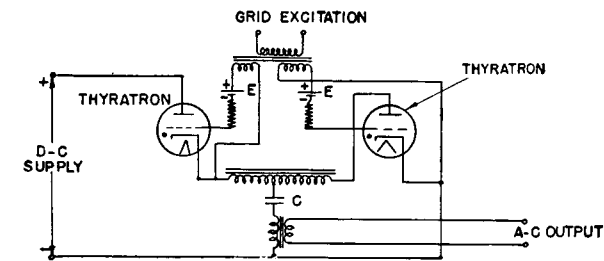 GRID EXCITATION
THYRATRON
+
E
+
E
+
THYRATRON
-
-
D-C
SUPPLY
C
A-C OUTPUT
-